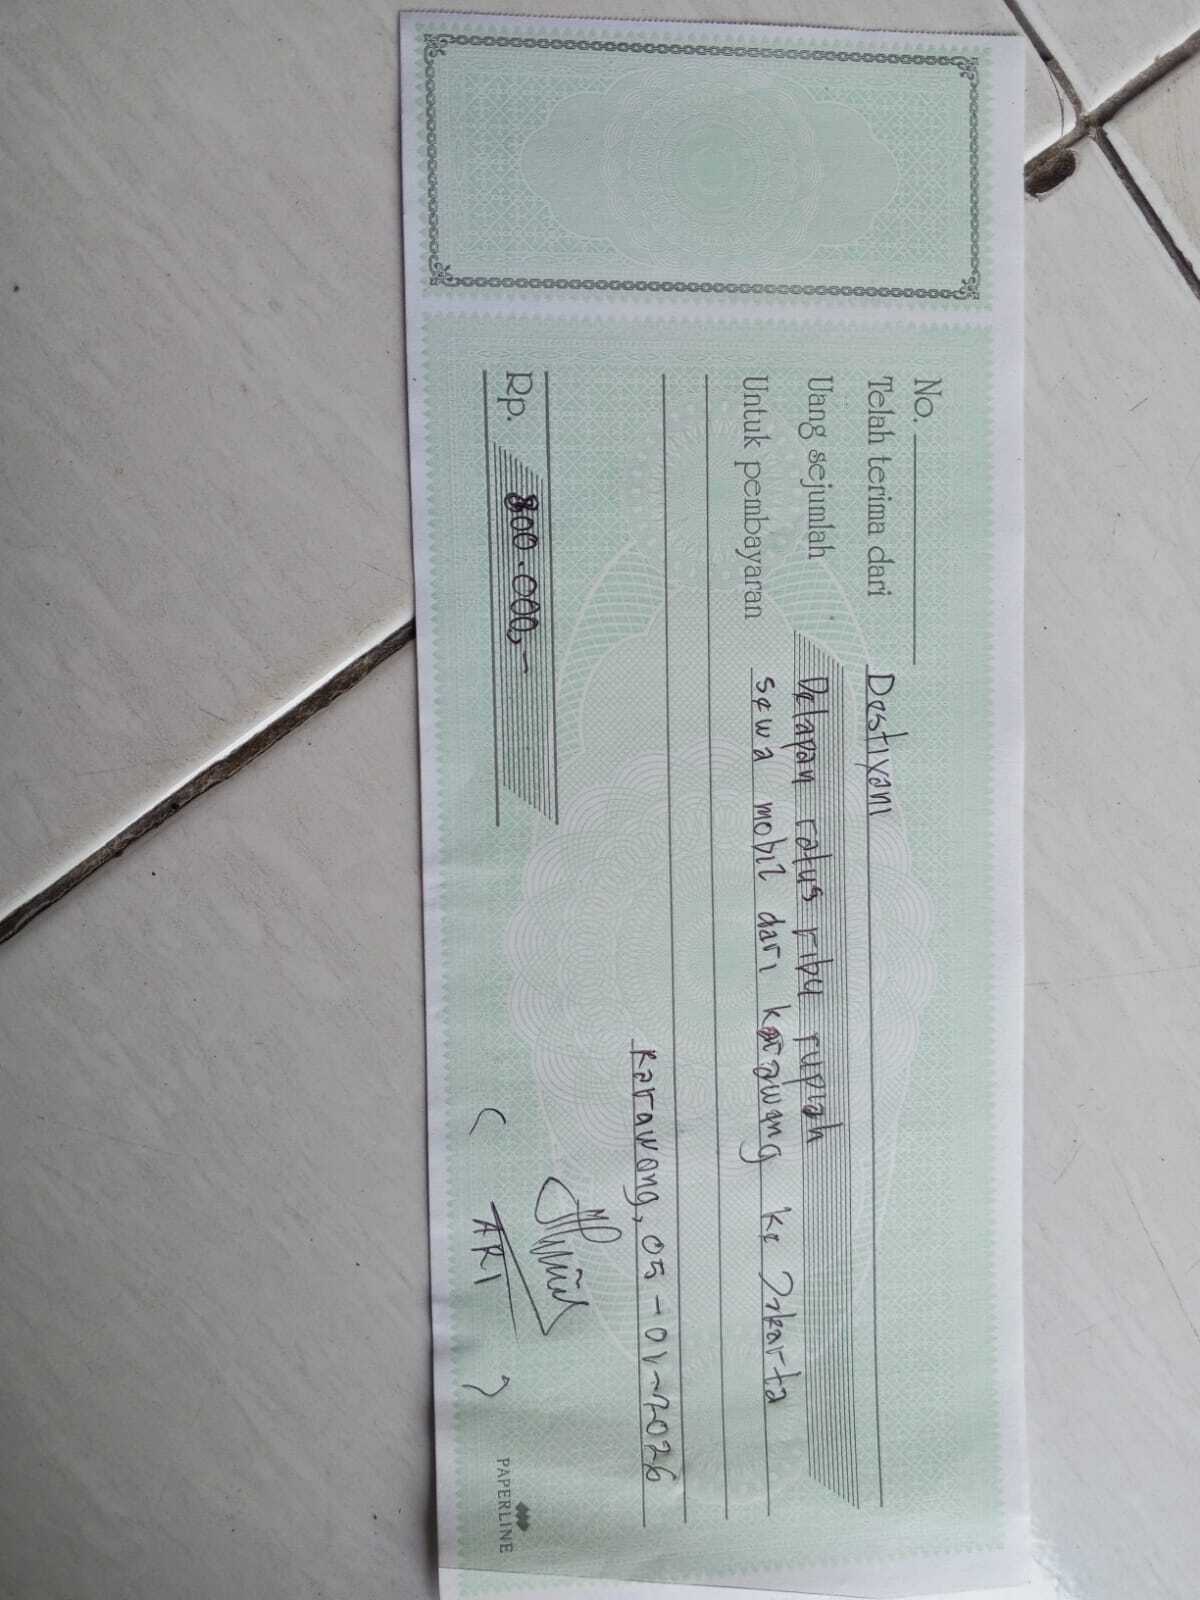 No.
Telah terima dari Destiyani
Uang sejumlah Delapan ratus ribu rupiah
Untuk pembayaran sewa mobil dari karawang ke Jakarta
Karawang, 05-01-2026
Rp. 800.000,-
( ARI )
PAPERLINE